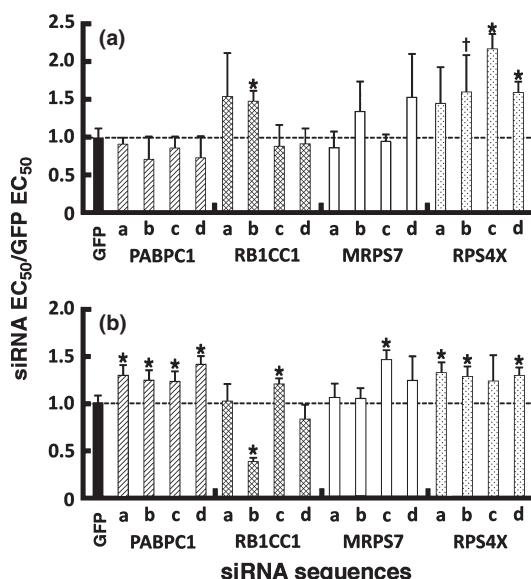 siRNA EC50/GFP EC50
(a)
2.5
2.0
1.5
1.0
0.5
0
* † * *
GFP a b c d a b c d a b c d a b c d
PABPC1 RB1CC1 MRPS7 RPS4X
(b)
2.0
1.5
1.0
0.5
0
* * * * * * * * * *
GFP a b c d a b c d a b c d a b c d
PABPC1 RB1CC1 MRPS7 RPS4X
siRNA sequences